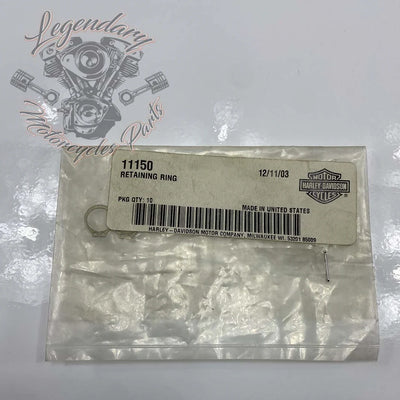 Legendary
Motorcycles Parts
11150
12/11/03
RETAINING RING
MOTOR
HARLEY-DAVIDSON
CYCLES
PKG QTY: 10
MADE IN UNITED STATES
HARLEY - DAVIDSON MOTOR COMPANY, MILWAUKEE WI. 53201 B5099